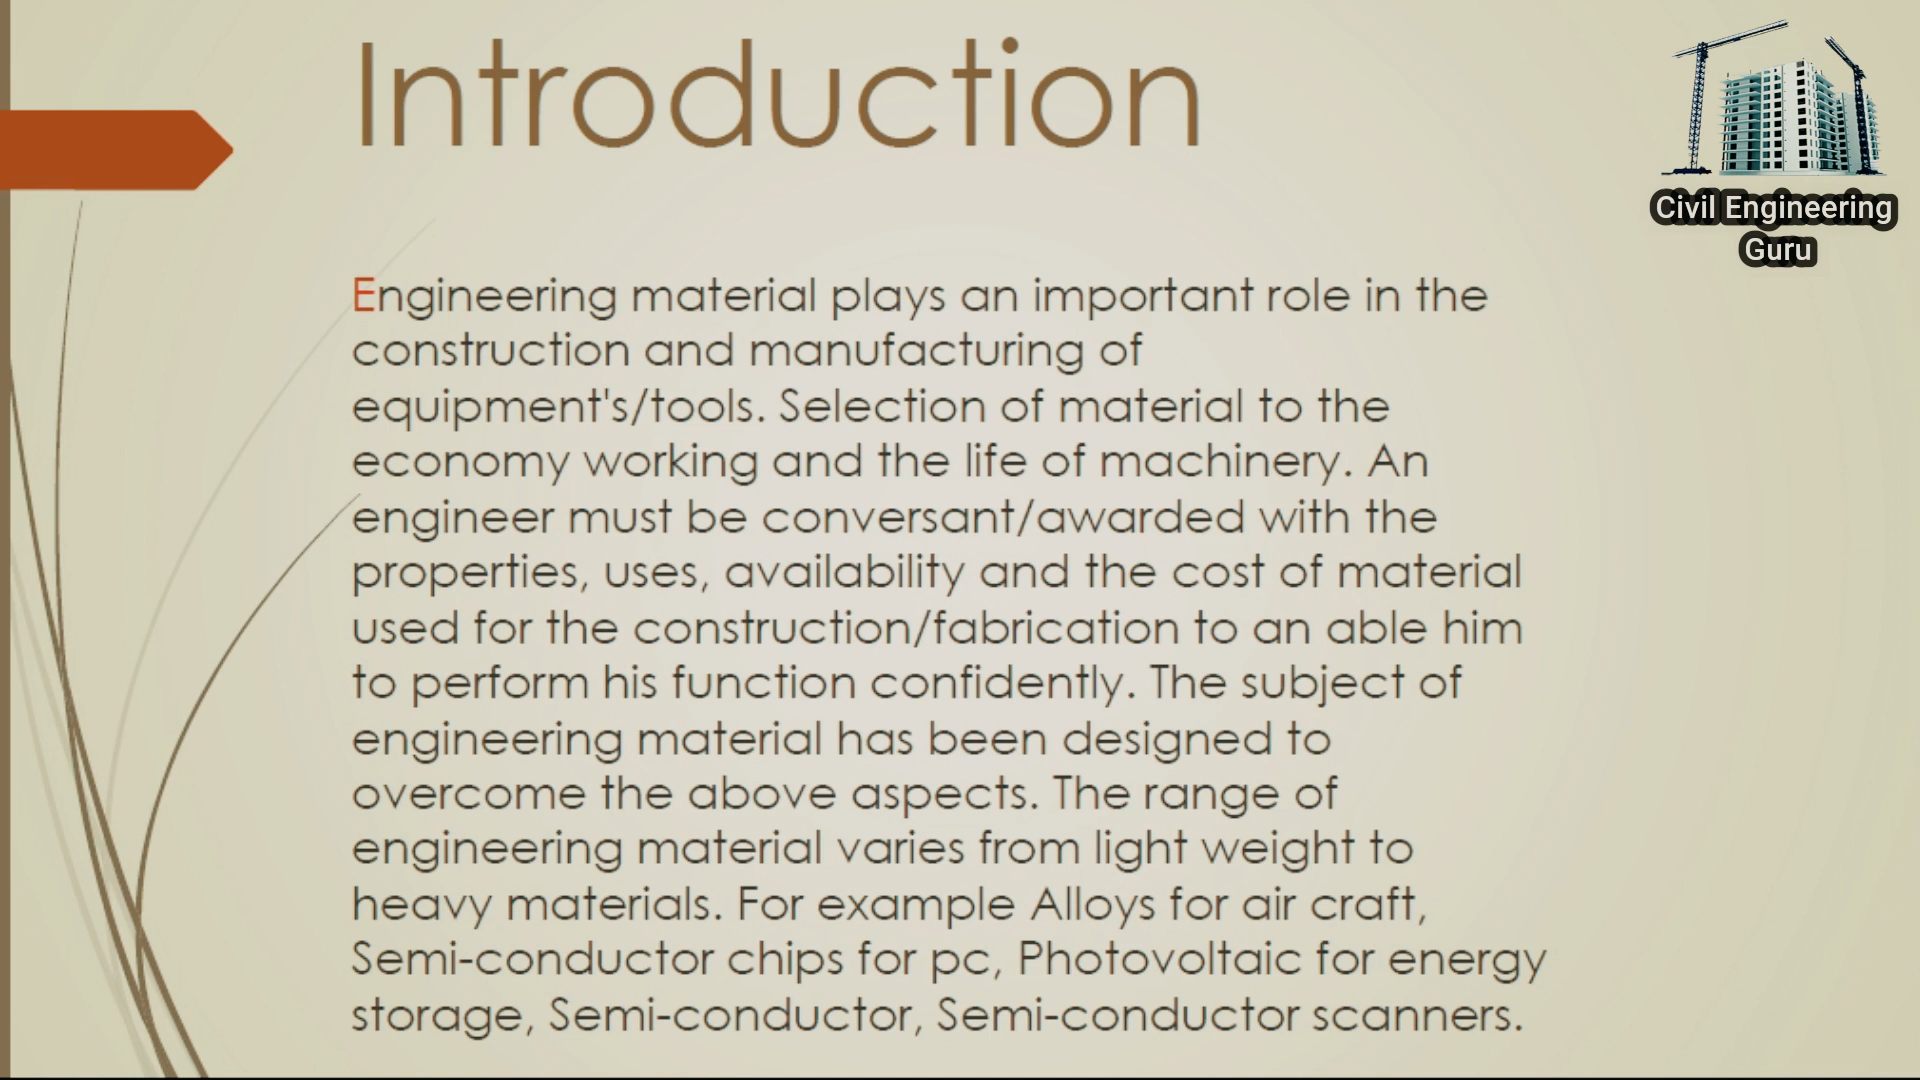 Introduction
Civil Engineering
Guru
Engineering material plays an important role in the
construction and manufacturing of
equipment's/tools. Selection of material to the
economy working and the life of machinery. An
engineer must be conversant/awarded with the
properties, uses, availability and the cost of material
used for the construction/fabrication to an able him
to perform his function confidently. The subject of
engineering material has been designed to
overcome the above aspects. The range of
engineering material varies from light weight to
heavy materials. For example Alloys for air craft,
Semi-conductor chips for pc, Photovoltaic for energy
storage, Semi-conductor, Semi-conductor scanners.